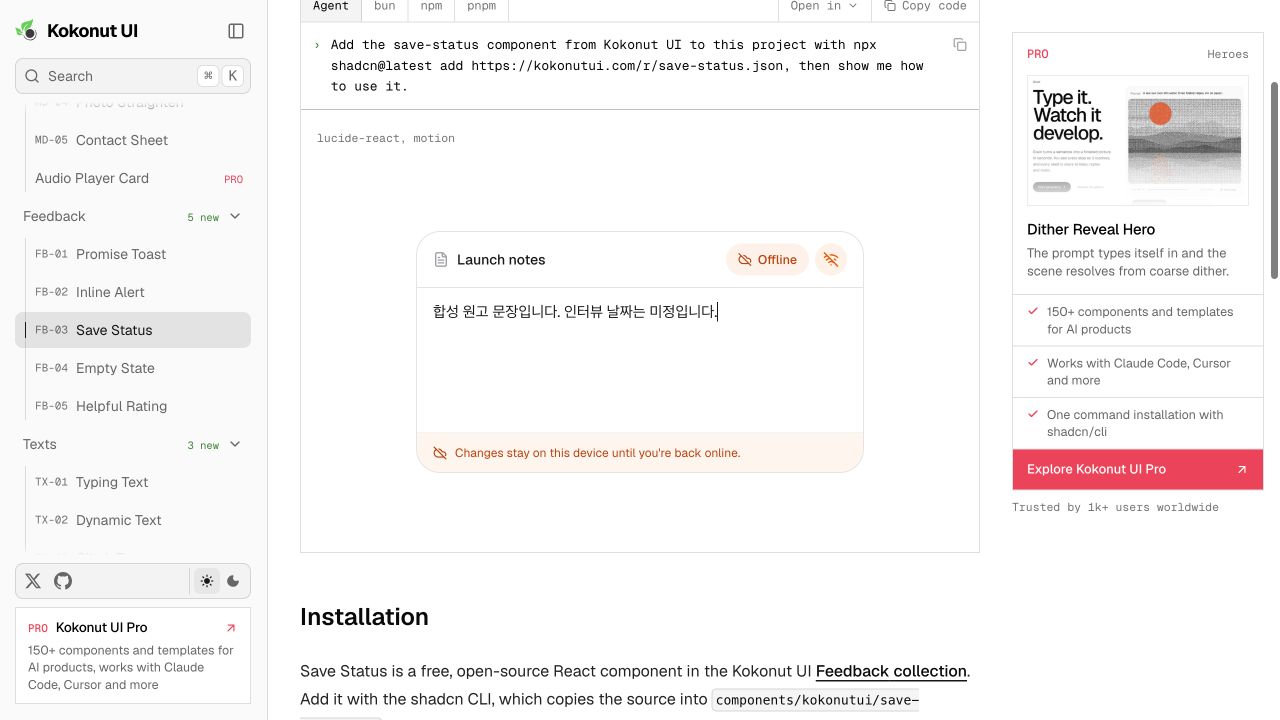 Kokonut UI
Search
⌘ K
MD-05 Contact Sheet
Audio Player Card PRO
Feedback 5 new
FB-01 Promise Toast
FB-02 Inline Alert
FB-03 Save Status
FB-04 Empty State
FB-05 Helpful Rating
Texts 3 new
TX-01 Typing Text
TX-02 Dynamic Text
PRO Kokonut UI Pro
150+ components and templates for
AI products, works with Claude
Code, Cursor and more
Agent bun npm pnpm Open in Copy code
› Add the save-status component from Kokonut UI to this project with npx
shadcn@latest add https://kokonutui.com/r/save-status.json, then show me how
to use it.
lucide-react, motion
Launch notes Offline
합성 원고 문장입니다. 인터뷰 날짜는 미정입니다.
Changes stay on this device until you're back online.
Installation
Save Status is a free, open-source React component in the Kokonut UI Feedback collection.
Add it with the shadcn CLI, which copies the source into components/kokonutui/save-
PRO Heroes
Type it.
Watch it
develop.
Dither Reveal Hero
The prompt types itself in and the
scene resolves from coarse dither.
150+ components and templates
for AI products
Works with Claude Code, Cursor
and more
One command installation with
shadcn/cli
Explore Kokonut UI Pro
Trusted by 1k+ users worldwide